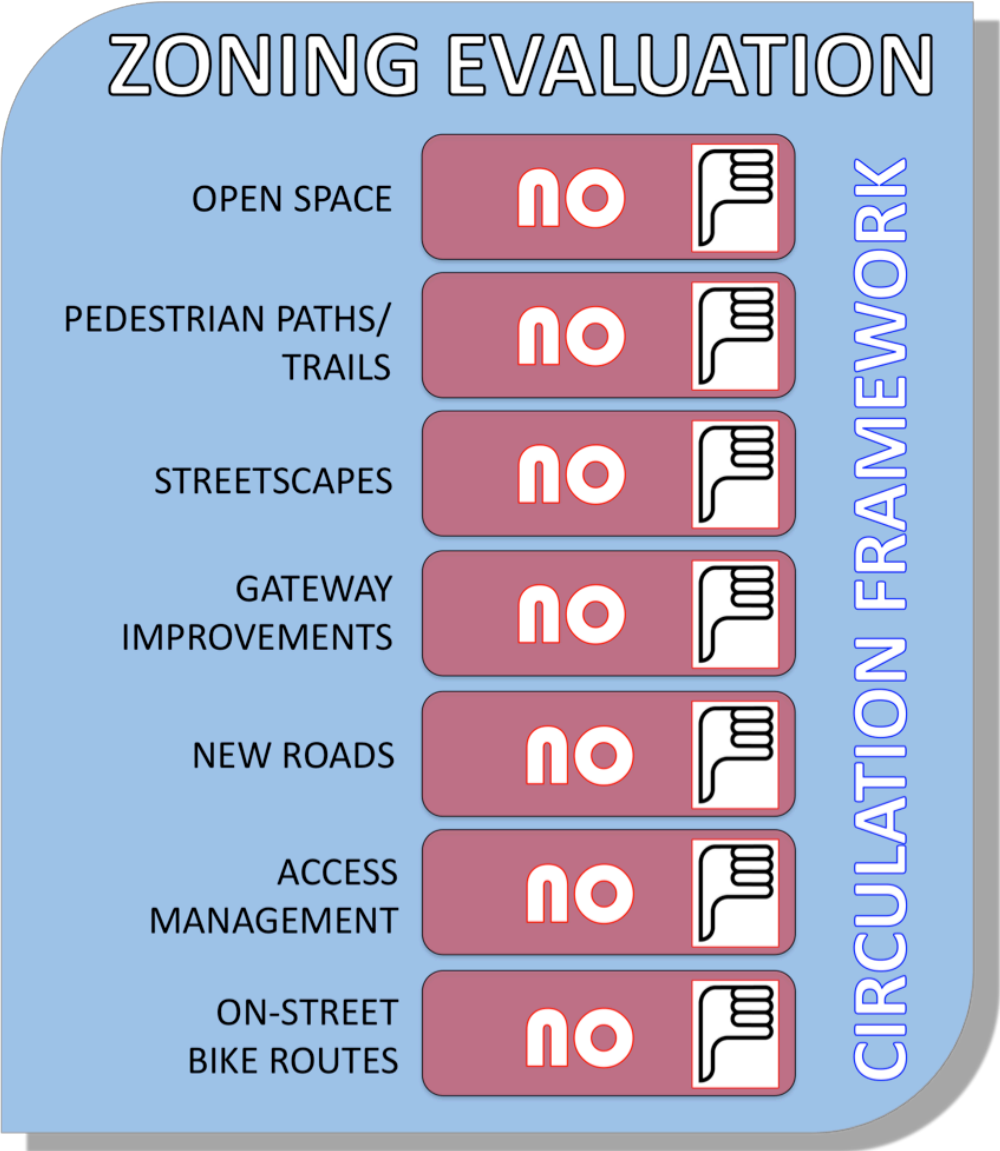 ZONING EVALUATION
OPEN SPACE
NO
PEDESTRIAN PATHS/
TRAILS
NO
STREETSCAPES
NO
GATEWAY
IMPROVEMENTS
NO
NEW ROADS
NO
ACCESS
MANAGEMENT
NO
ON-STREET
BIKE ROUTES
NO
CIRCULATION FRAMEWORK